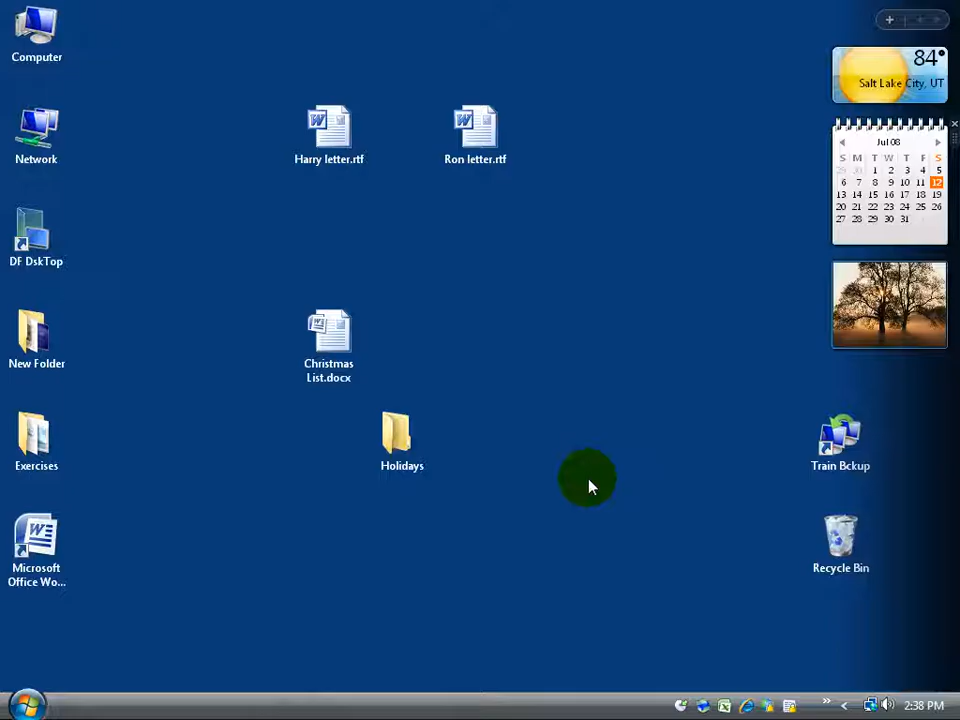 Computer
Network
DF DskTop
New Folder
Exercises
Microsoft
Office Wo...
Harry letter.rtf
Ron letter.rtf
Christmas
List.docx
Holidays
84°
Salt Lake City, UT
Jul 08
S M T W T F S
29 30 1 2 3 4 5
6 7 8 9 10 11 12
13 14 15 16 17 18 19
20 21 22 23 24 25 26
27 28 29 30 31
Train Bckup
Recycle Bin
2:38 PM